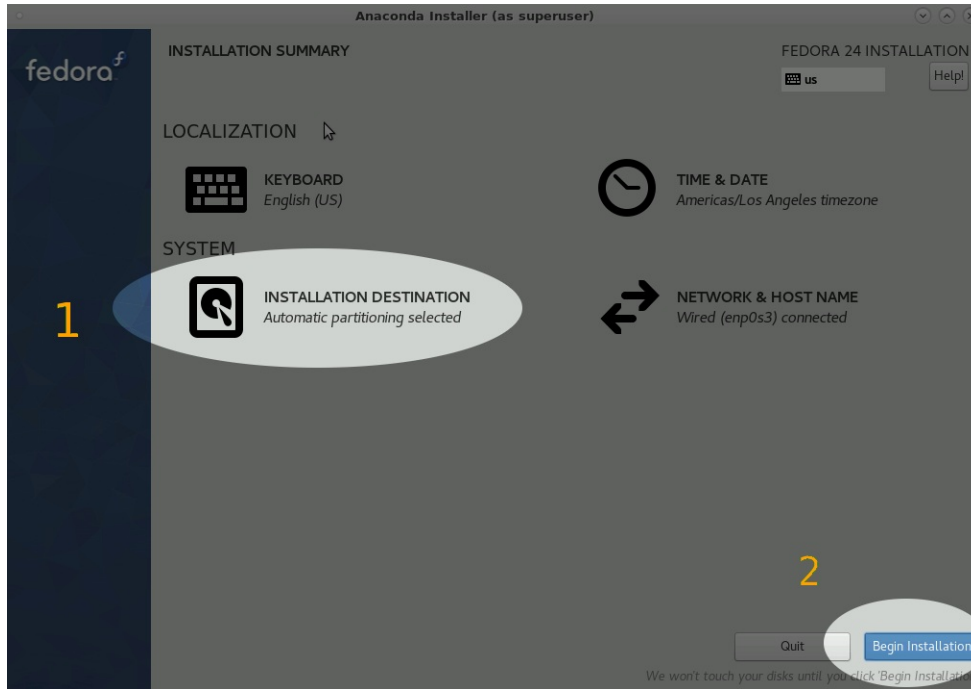 Anaconda Installer (as superuser)
fedora
INSTALLATION SUMMARY
FEDORA 24 INSTALLATION
us
Help!
LOCALIZATION
KEYBOARD
English (US)
TIME & DATE
Americas/Los Angeles timezone
SYSTEM
1
INSTALLATION DESTINATION
Automatic partitioning selected
NETWORK & HOST NAME
Wired (enp0s3) connected
2
Quit
Begin Installation
We won't touch your disks until you click 'Begin Installation